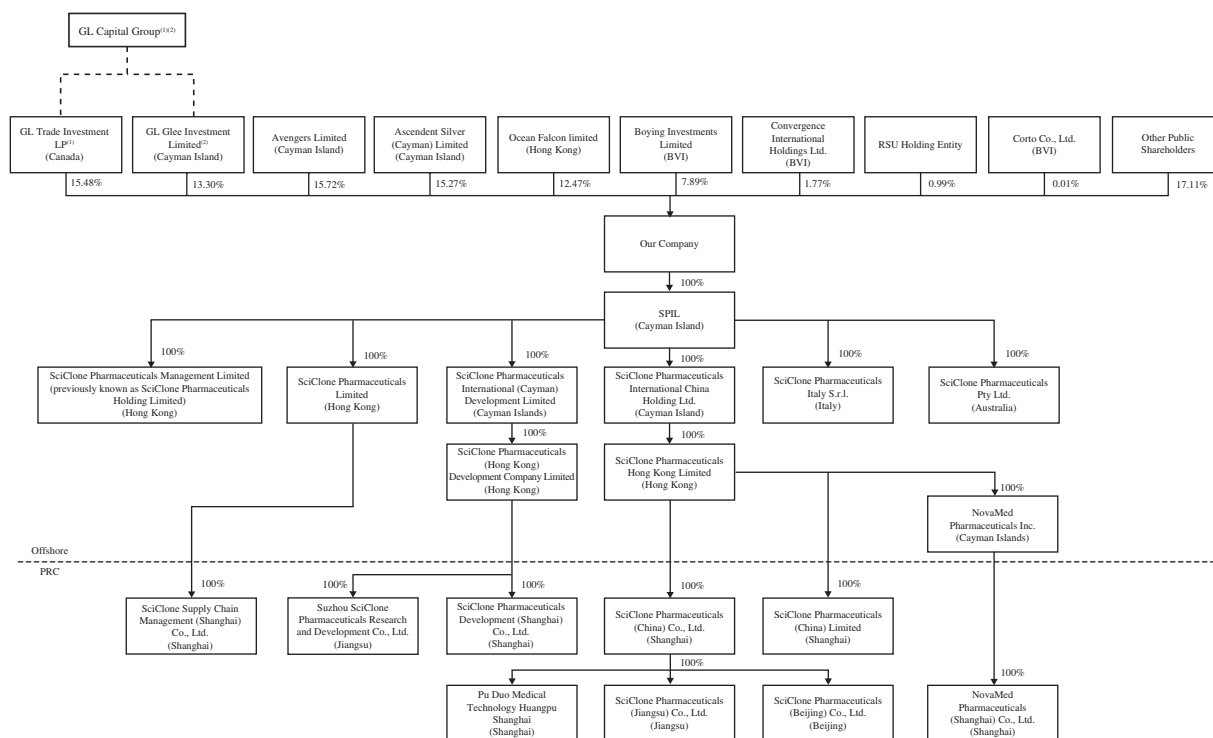 GL Capital Group(1)(2)
GL Trade Investment
LP(1)
(Canada)
GL Glee Investment
Limited(2)
(Cayman Island)
Avengers Limited
(Cayman Island)
Ascendent Silver
(Cayman) Limited
(Cayman Island)
Ocean Falcon limited
(Hong Kong)
Boying Investments
Limited
(BVI)
Convergence
International
Holdings Ltd.
(BVI)
RSU Holding Entity
Corto Co., Ltd.
(BVI)
Other Public
Shareholders
15.48%
13.30%
15.72%
15.27%
12.47%
7.89%
1.77%
0.99%
0.01%
17.11%
Our Company
100%
SPIL
(Cayman Island)
100%
100%
100%
100%
100%
100%
SciClone Pharmaceuticals Management Limited
(previously known as SciClone Pharmaceuticals
Holding Limited)
(Hong Kong)
SciClone Pharmaceuticals
Limited
(Hong Kong)
SciClone Pharmaceuticals
International (Cayman)
Development Limited
(Cayman Islands)
SciClone Pharmaceuticals
International China
Holding Ltd.
(Cayman Island)
SciClone Pharmaceuticals
Italy S.r.l.
(Italy)
SciClone Pharmaceuticals
Pty Ltd.
(Australia)
100%
100%
SciClone Pharmaceuticals
(Hong Kong)
Development Company Limited
(Hong Kong)
SciClone Pharmaceuticals
Hong Kong Limited
(Hong Kong)
100%
NovaMed
Pharmaceuticals Inc.
(Cayman Islands)
Offshore
PRC
100%
100%
100%
100%
100%
SciClone Supply Chain
Management (Shanghai)
Co., Ltd.
(Shanghai)
Suzhou SciClone
Pharmaceuticals Research
and Development Co., Ltd.
(Jiangsu)
SciClone Pharmaceuticals
Development (Shanghai)
Co., Ltd.
(Shanghai)
SciClone Pharmaceuticals
(China) Co., Ltd.
(Shanghai)
SciClone Pharmaceuticals
(China) Limited
(Shanghai)
100%
100%
Pu Duo Medical
Technology Huangpu
Shanghai
(Shanghai)
SciClone Pharmaceuticals
(Jiangsu) Co., Ltd.
(Jiangsu)
SciClone Pharmaceuticals
(Beijing) Co., Ltd.
(Beijing)
NovaMed
Pharmaceuticals
(Shanghai) Co., Ltd.
(Shanghai)